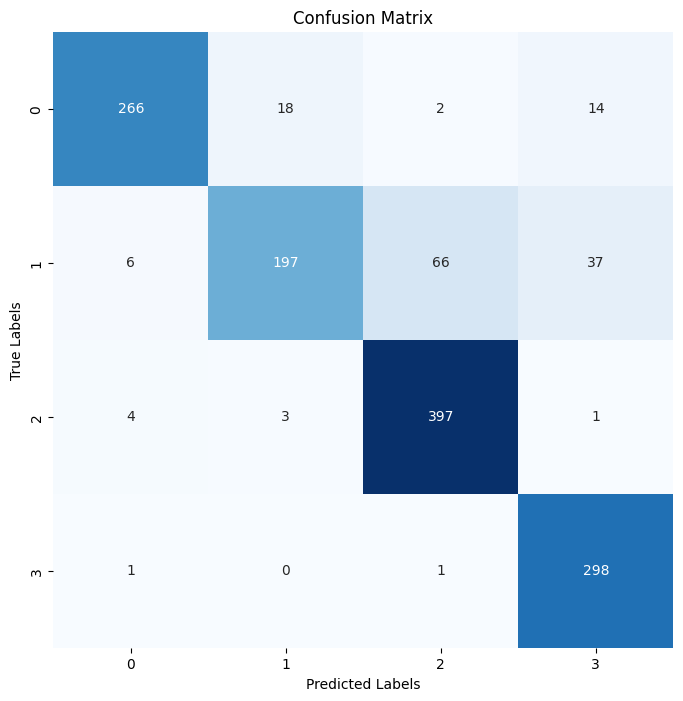 Confusion Matrix
0 266 18 2 14
1 6 197 66 37
2 4 3 397 1
3 1 0 1 298
True Labels
0 1 2 3
Predicted Labels